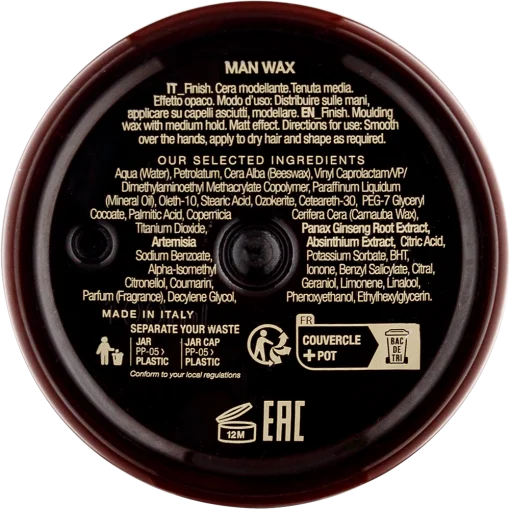 MAN WAX
IT_Finish. Cera modellante.Tenuta media.
Effetto opaco. Modo d'uso: Distribuire sulle mani,
applicare su capelli asciutti, modellare. EN_Finish. Moulding
wax with medium hold. Matt effect. Directions for use: Smooth
over the hands, apply to dry hair and shape as required.
OUR SELECTED INGREDIENTS
Aqua (Water), Petrolatum, Cera Alba (Beeswax), Vinyl Caprolactam/VP/
Dimethylaminoethyl Methacrylate Copolymer, Paraffinum Liquidum
(Mineral Oil), Oleth-10, Stearic Acid, Ozokerite, Ceteareth-30, PEG-7 Glyceryl
Cocoate, Palmitic Acid, Copernicia Cerifera Cera (Carnauba Wax),
Titanium Dioxide, Panax Ginseng Root Extract,
Artemisia Absinthium Extract, Citric Acid,
Sodium Benzoate, Potassium Sorbate, BHT,
Alpha-Isomethyl Ionone, Benzyl Salicylate, Citral,
Citronellol, Coumarin, Geraniol, Limonene, Linalool,
Parfum (Fragrance), Decylene Glycol, Phenoxyethanol, Ethylhexylglycerin.
MADE IN ITALY
SEPARATE YOUR WASTE
JAR
PP-05>
PLASTIC
JAR CAP
PP-05>
PLASTIC
Conform to your local regulations
FR
COUVERCLE
+POT
BAC
DE
TRI
12M
EAC